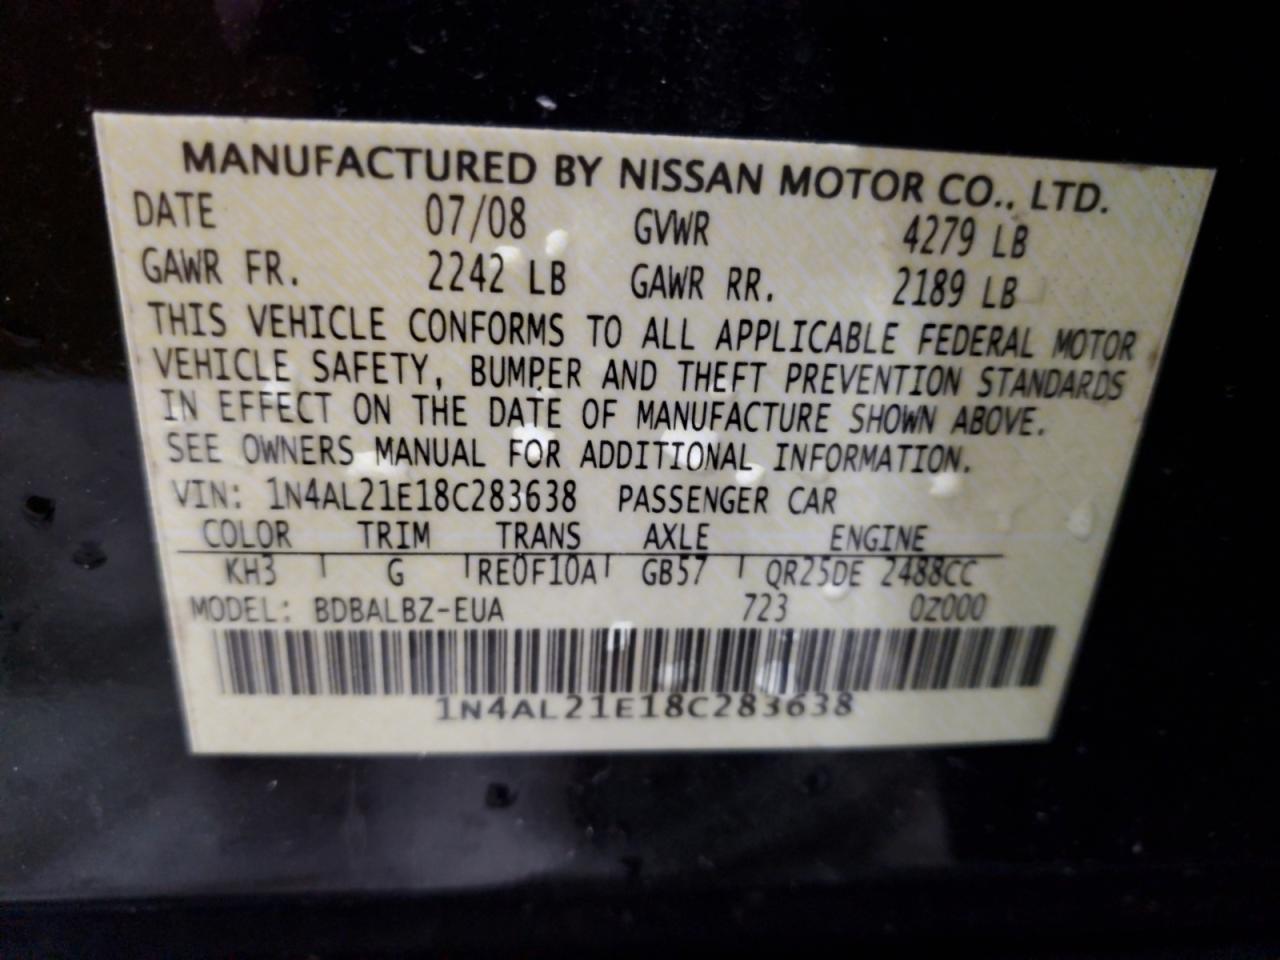 MANUFACTURED BY NISSAN MOTOR CO., LTD.
DATE 07/08 GVWR 4279 LB
GAWR FR. 2242 LB GAWR RR. 2189 LB
THIS VEHICLE CONFORMS TO ALL APPLICABLE FEDERAL MOTOR
VEHICLE SAFETY, BUMPER AND THEFT PREVENTION STANDARDS
IN EFFECT ON THE DATE OF MANUFACTURE SHOWN ABOVE.
SEE OWNERS MANUAL FOR ADDITIONAL INFORMATION.
VIN: 1N4AL21E18C283638 PASSENGER CAR
COLOR TRIM TRANS AXLE ENGINE
KH3 G RE0F10A GB57 QR25DE 2488CC
MODEL: BDBALBZ-EUA 723 0Z000
1N4AL21E18C283638